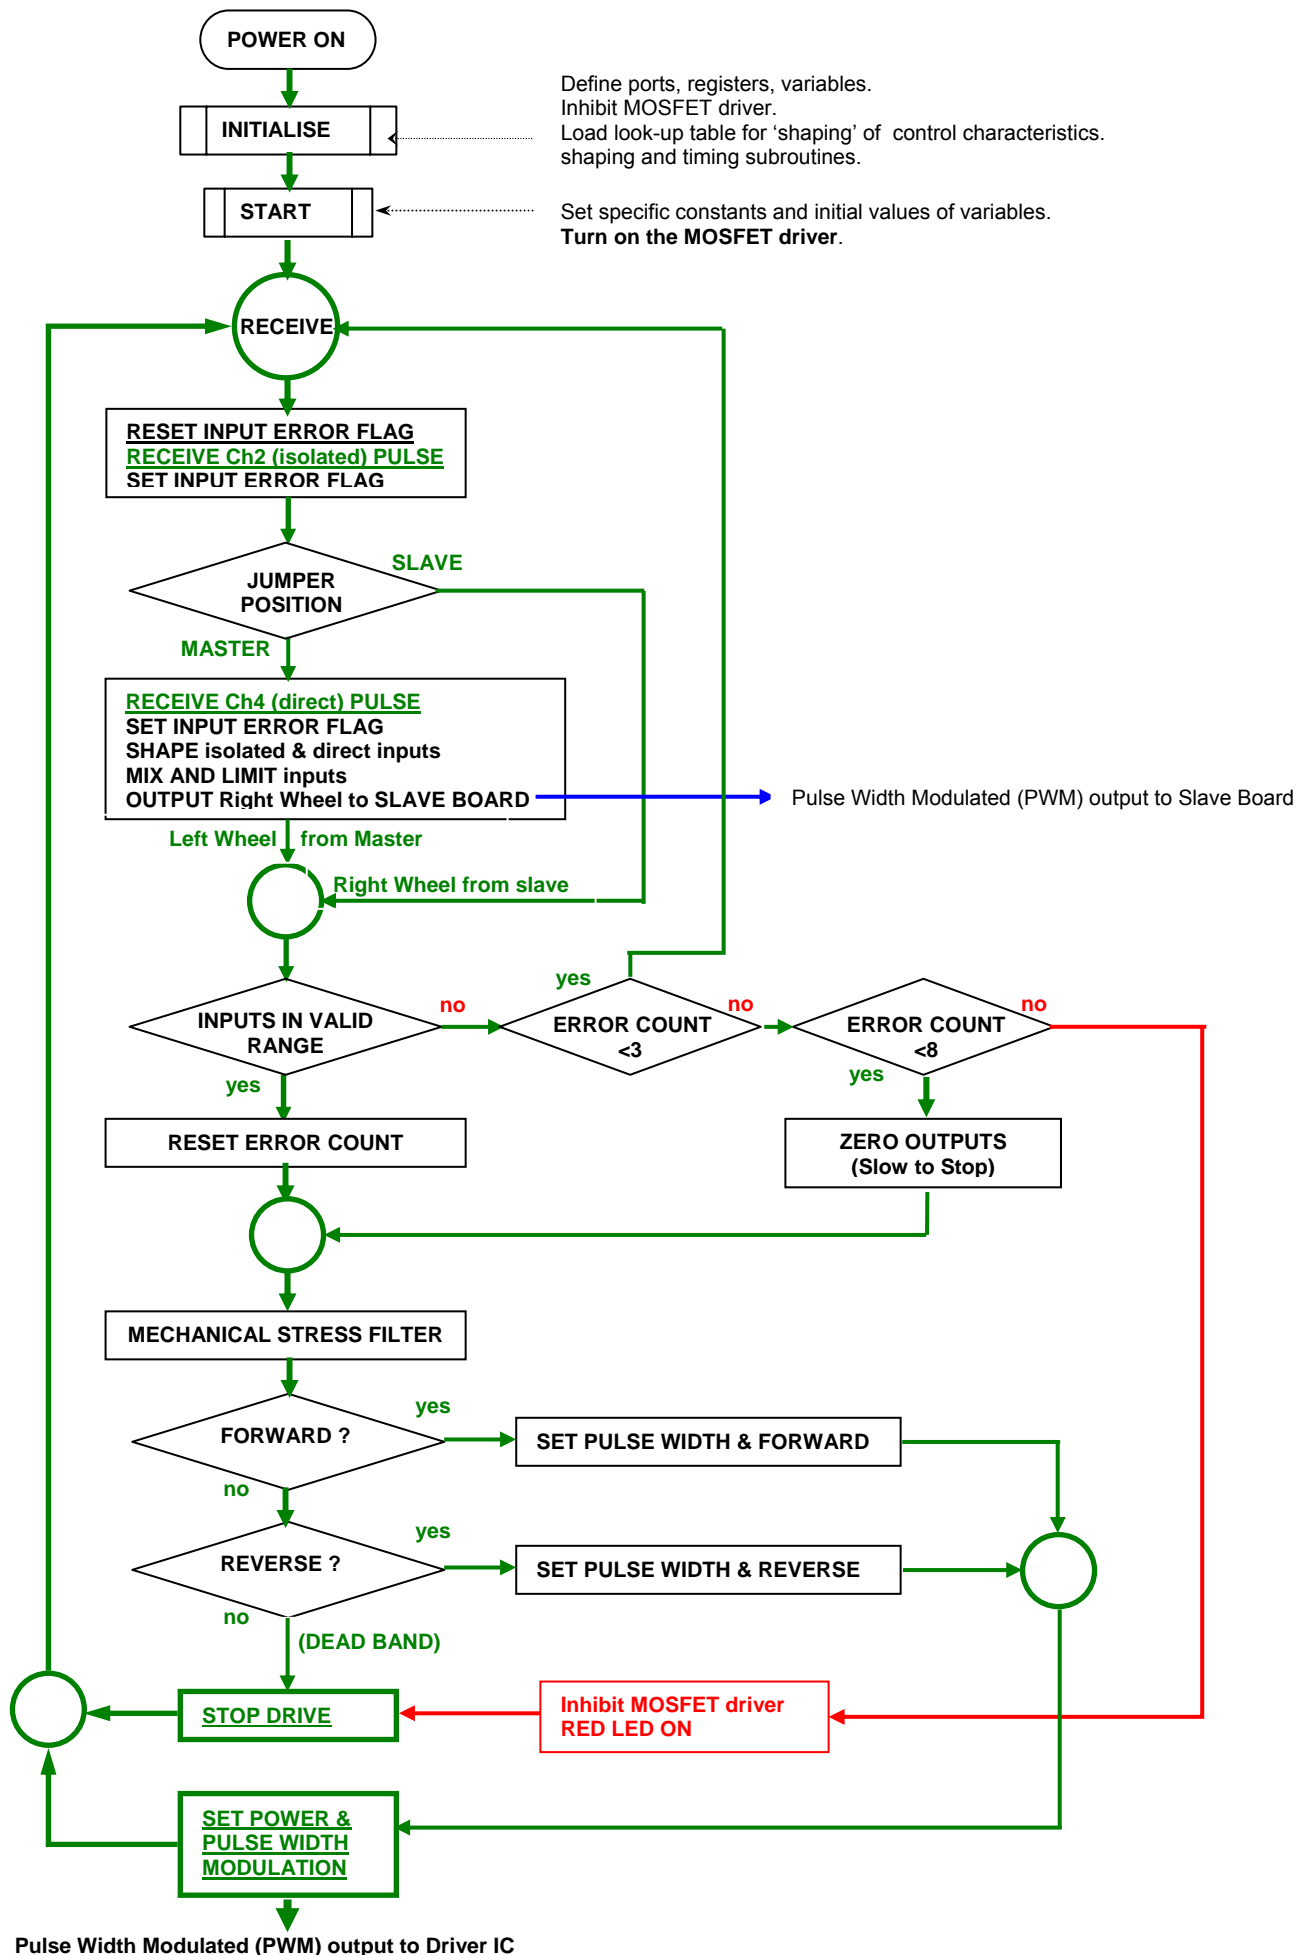 POWER ON
Define ports, registers, variables.
Inhibit MOSFET driver.
INITIALISE
Load look-up table for ‘shaping’ of control characteristics.
shaping and timing subroutines.
START
Set specific constants and initial values of variables.
Turn on the MOSFET driver.
RECEIVE
RESET INPUT ERROR FLAG
RECEIVE Ch2 (isolated) PULSE
SET INPUT ERROR FLAG
SLAVE
JUMPER
POSITION
MASTER
RECEIVE Ch4 (direct) PULSE
SET INPUT ERROR FLAG
SHAPE isolated & direct inputs
MIX AND LIMIT inputs
OUTPUT Right Wheel to SLAVE BOARD
Pulse Width Modulated (PWM) output to Slave Board
Left Wheel from Master
Right Wheel from slave
yes
no
no
no
INPUTS IN VALID
RANGE
ERROR COUNT
<3
ERROR COUNT
<8
yes
yes
RESET ERROR COUNT
ZERO OUTPUTS
(Slow to Stop)
MECHANICAL STRESS FILTER
yes
FORWARD ?
SET PULSE WIDTH & FORWARD
no
yes
REVERSE ?
SET PULSE WIDTH & REVERSE
no
(DEAD BAND)
STOP DRIVE
Inhibit MOSFET driver
RED LED ON
SET POWER &
PULSE WIDTH
MODULATION
Pulse Width Modulated (PWM) output to Driver IC